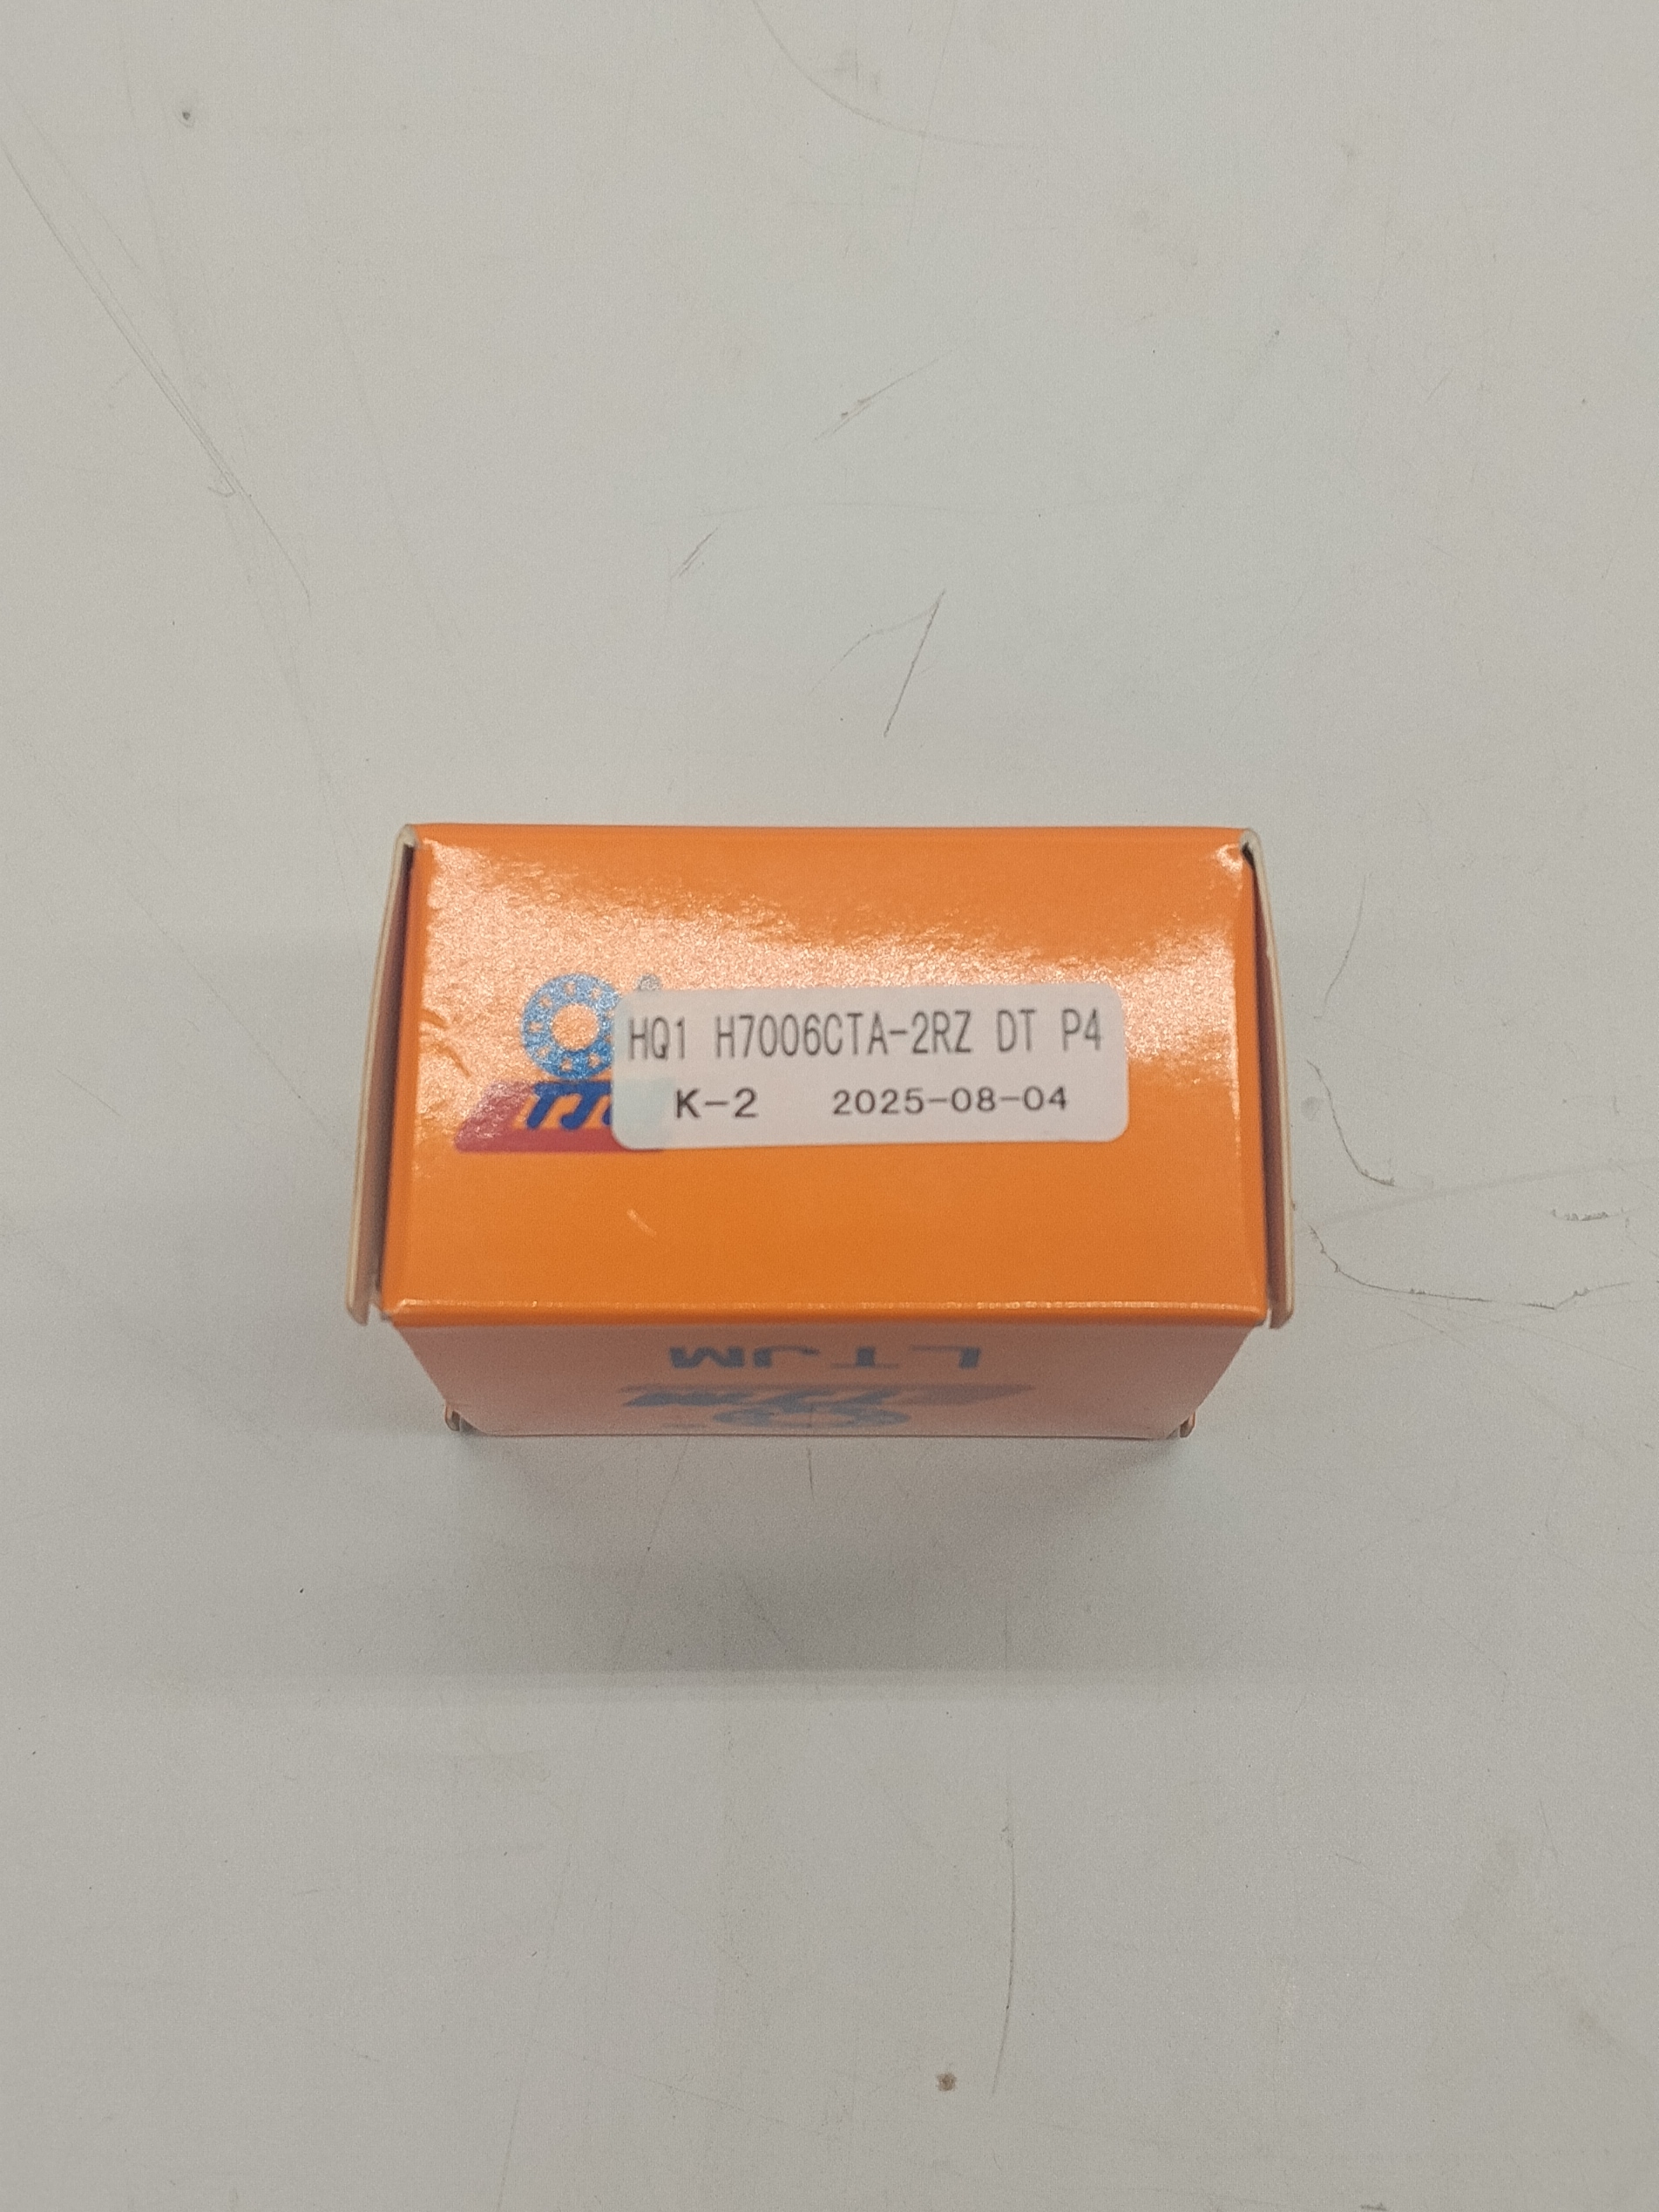 HQ1 H7006CTA-2RZ DT P4
K-2 2025-08-04
LTJM